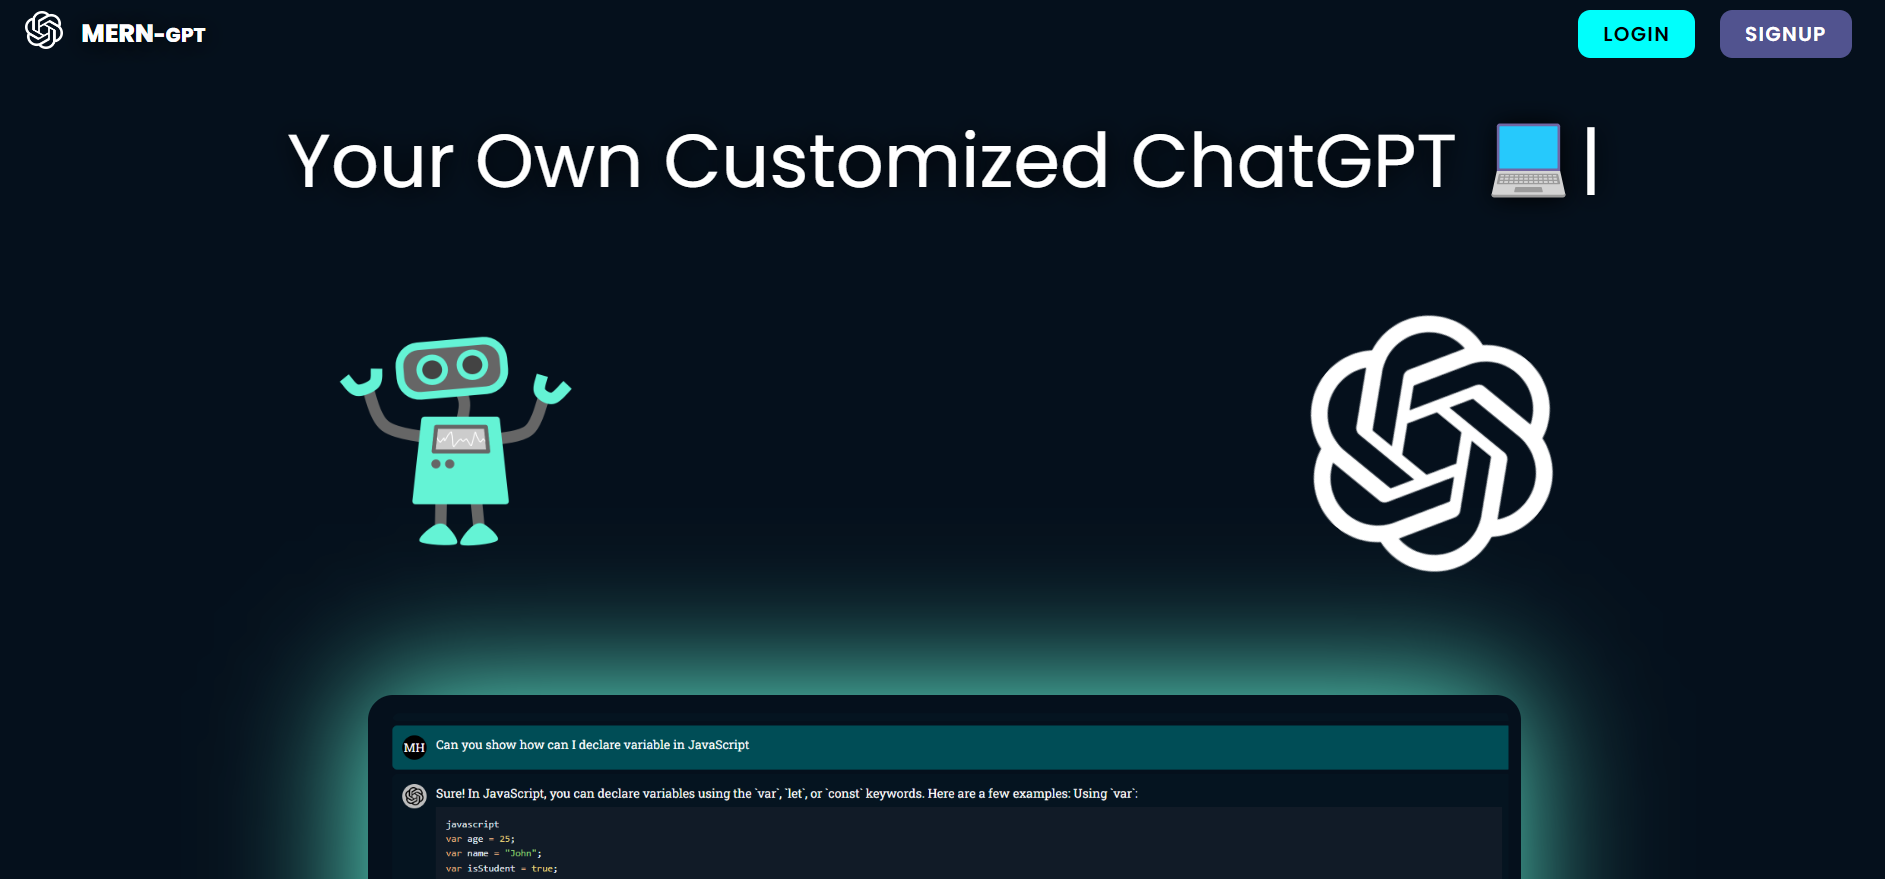 MERN-GPT
LOGIN
SIGNUP
Your Own Customized ChatGPT 💻|
MH
Can you show how can I declare variable in JavaScript
Sure! In JavaScript, you can declare variables using the `var`, `let`, or `const` keywords. Here are a few examples: Using `var`:
javascript
var age = 25;
var name = "John";
var isStudent = true;